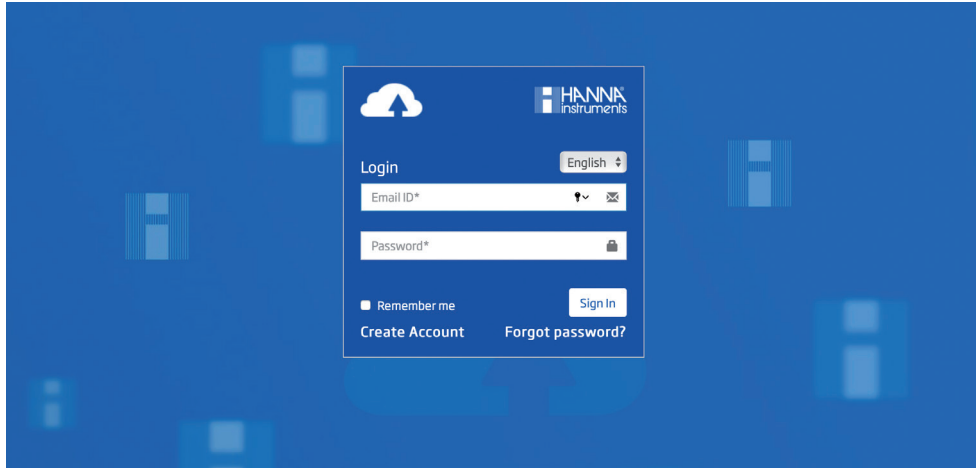 HANNA
instruments
Login
English
Email ID*
Password*
Remember me
Sign In
Create Account
Forgot password?